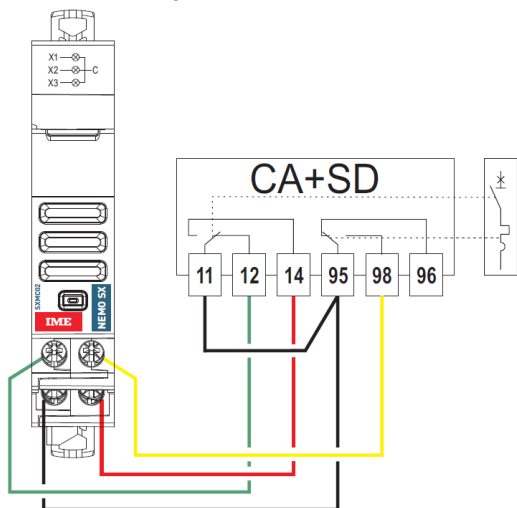 X1
X2
C
X3
CA+SD
11 12 14 95 98 96
SXMC02
IME
NEMO SX